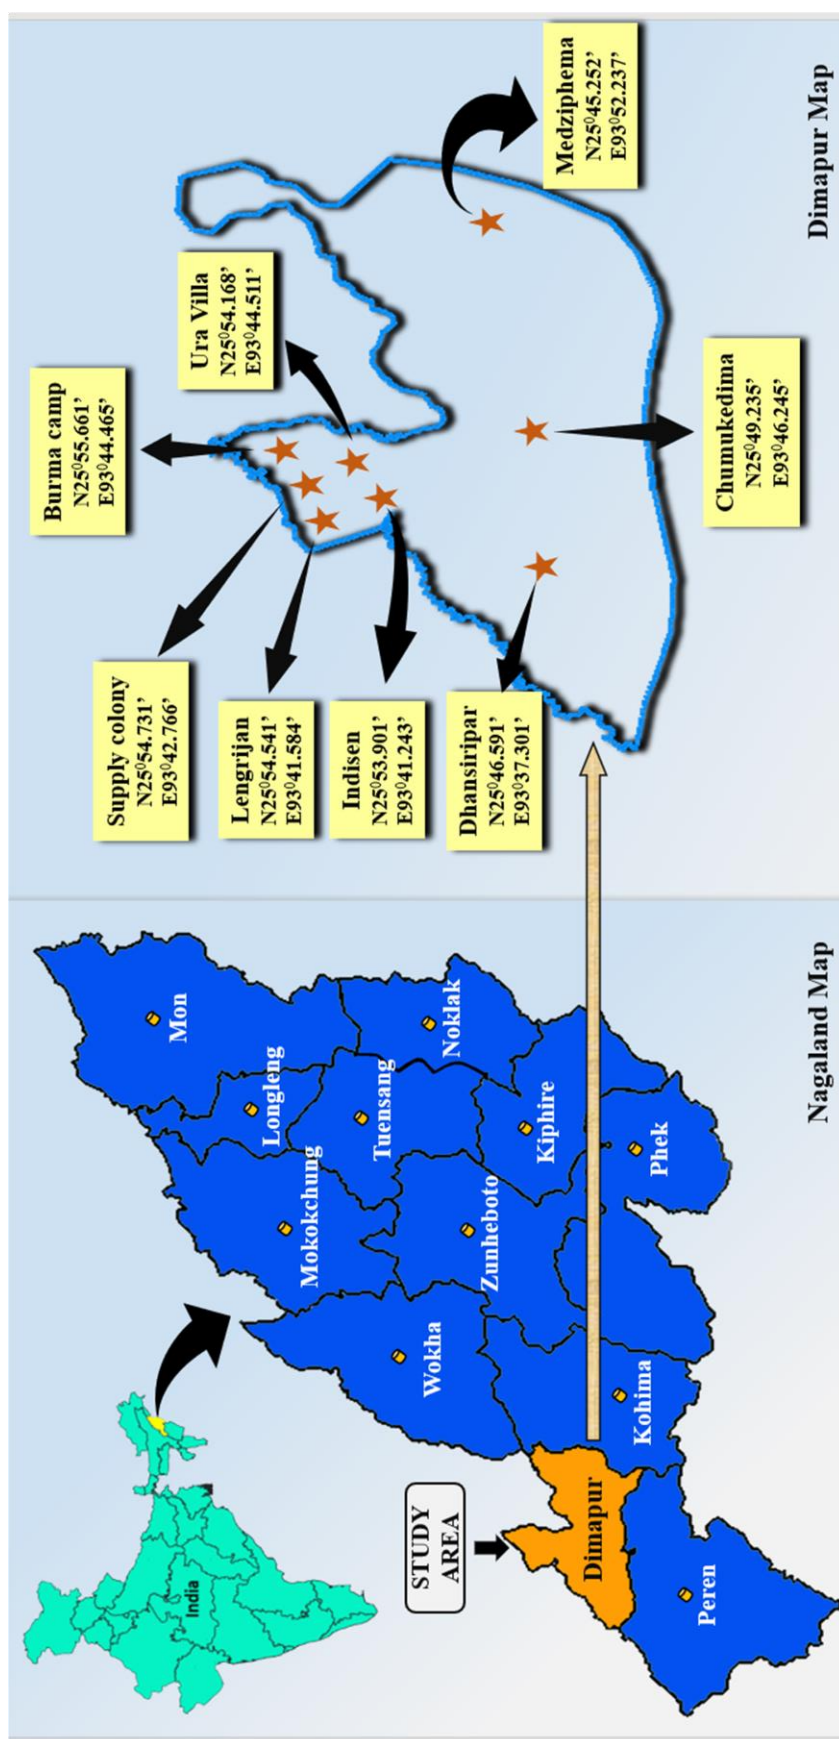 India
STUDY
AREA
Mon
Longleng
Mokokchung
Tuensang
Noklak
Wokha
Zunheboto
Kiphire
Phek
Kohima
Dimapur
Peren
Nagaland Map
Burma camp
N25⁰55.661’
E93⁰44.465’
Ura Villa
N25⁰54.168’
E93⁰44.511’
Supply colony
N25⁰54.731’
E93⁰42.766’
Lengrijan
N25⁰54.541’
E93⁰41.584’
Indisen
N25⁰53.901’
E93⁰41.243’
Dhansiripar
N25⁰46.591’
E93⁰37.301’
Medziphema
N25⁰45.252’
E93⁰52.237’
Chumukedima
N25⁰49.235’
E93⁰46.245’
Dimapur Map